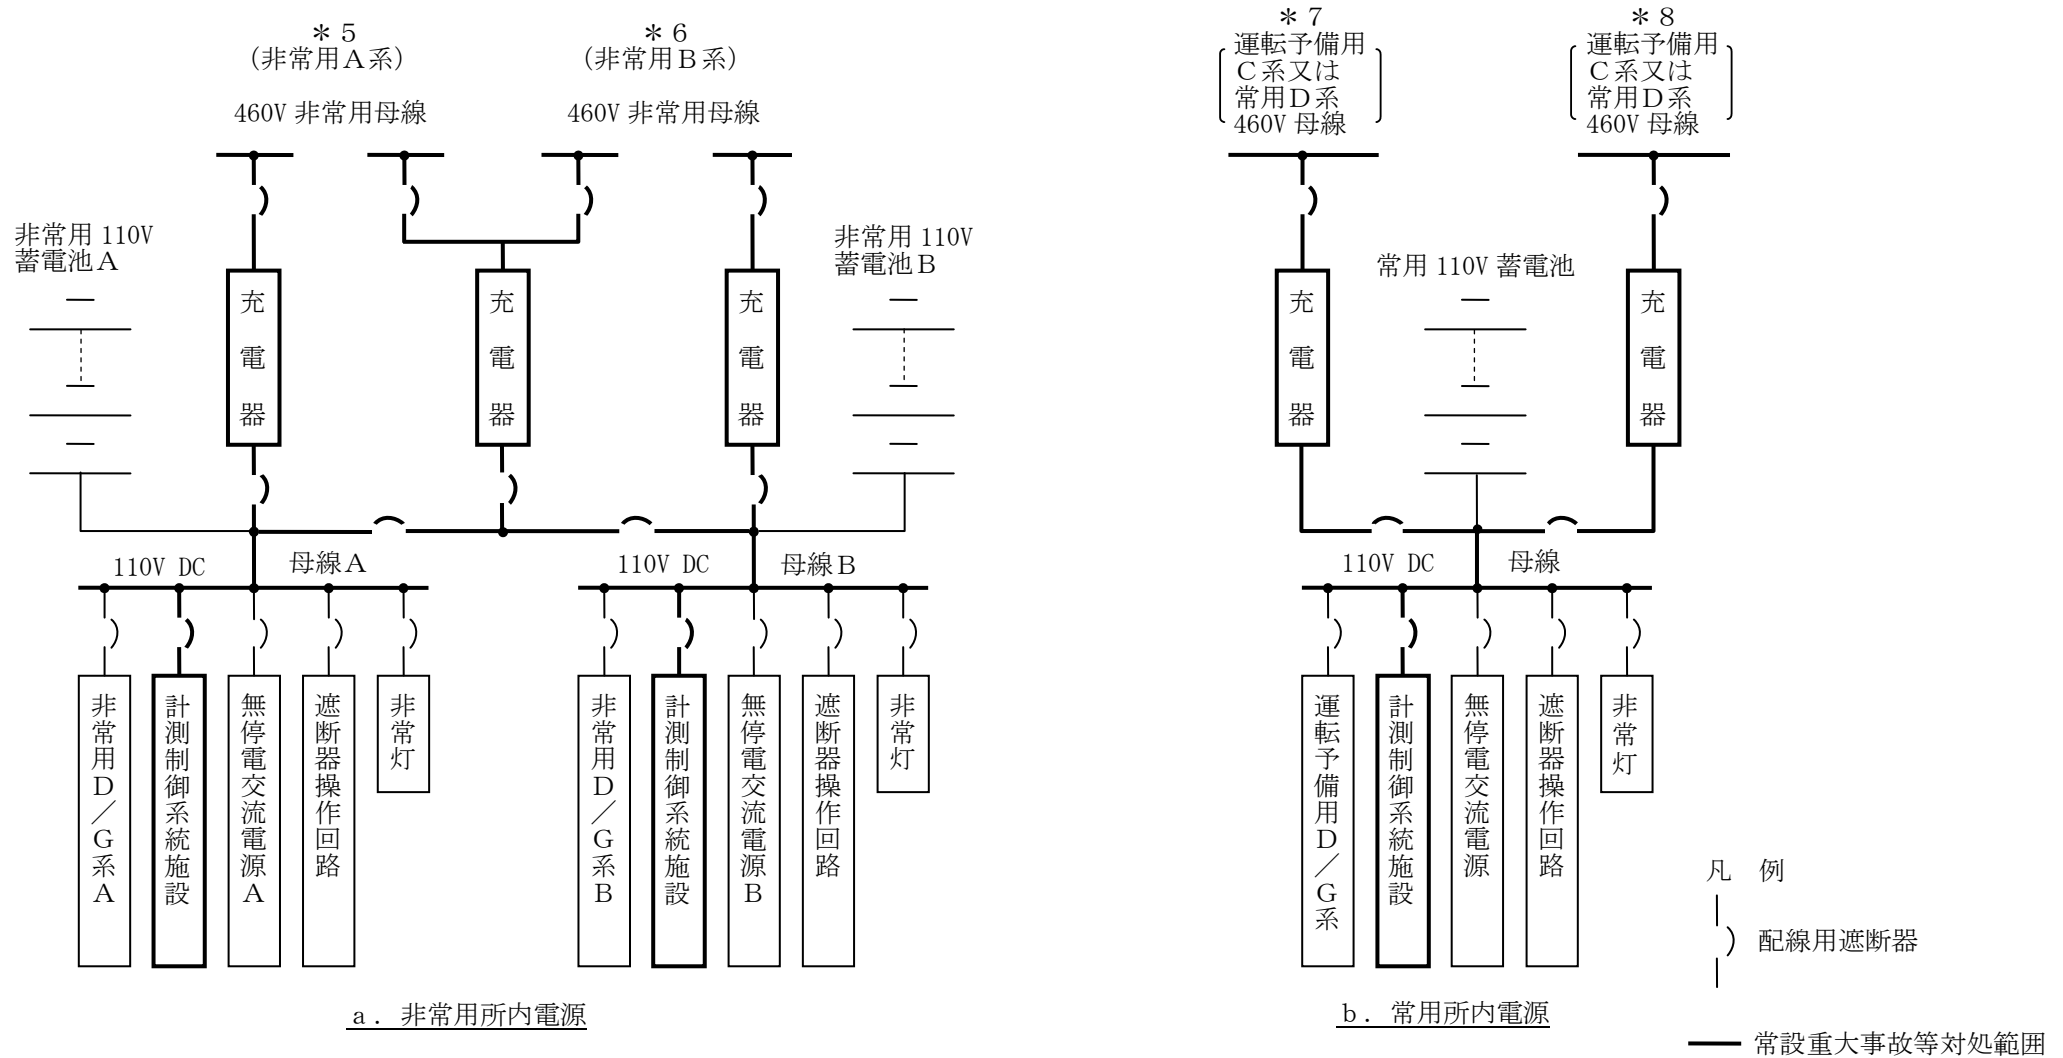 ＊５
（非常用Ａ系）
＊６
（非常用Ｂ系）
460V 非常用母線
460V 非常用母線
非常用 110V
蓄電池Ａ
充電器
充電器
充電器
非常用 110V
蓄電池Ｂ
110V DC
母線Ａ
110V DC
母線Ｂ
非常用Ｄ／Ｇ系Ａ
計測制御系統施設
無停電交流電源Ａ
遮断器操作回路
非常灯
非常用Ｄ／Ｇ系Ｂ
計測制御系統施設
無停電交流電源Ｂ
遮断器操作回路
非常灯
ａ．非常用所内電源
＊７
運転予備用
Ｃ系又は
常用Ｄ系
460V 母線
＊８
運転予備用
Ｃ系又は
常用Ｄ系
460V 母線
充電器
常用 110V 蓄電池
充電器
110V DC
母線
運転予備用Ｄ／Ｇ系
計測制御系統施設
無停電交流電源
遮断器操作回路
非常灯
ｂ．常用所内電源
凡　例
配線用遮断器
常設重大事故等対処範囲